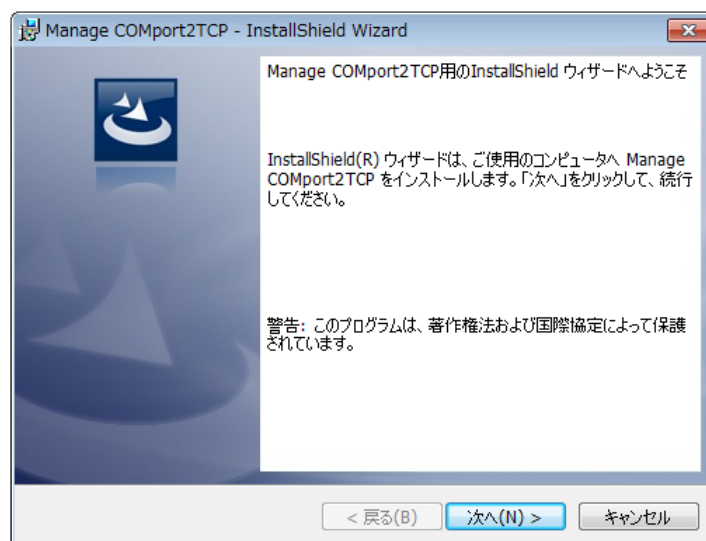 Manage COMport2TCP - InstallShield Wizard
Manage COMport2TCP用のInstallShield ウィザードへようこそ
InstallShield(R) ウィザードは、ご使用のコンピュータへ Manage
COMport2TCP をインストールします。「次へ」をクリックして、続行
してください。
警告: このプログラムは、著作権法および国際協定によって保護
されています。
< 戻る(B)
次へ(N) >
キャンセル